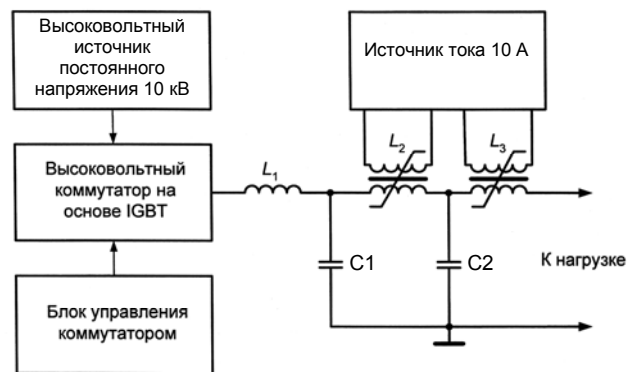 Высоковольтный
источник
постоянного
напряжения 10 кВ
Источник тока 10 А
Высоковольтный
коммутатор на
основе IGBT
L1
L2
L3
C1
C2
К нагрузке
Блок управления
коммутатором